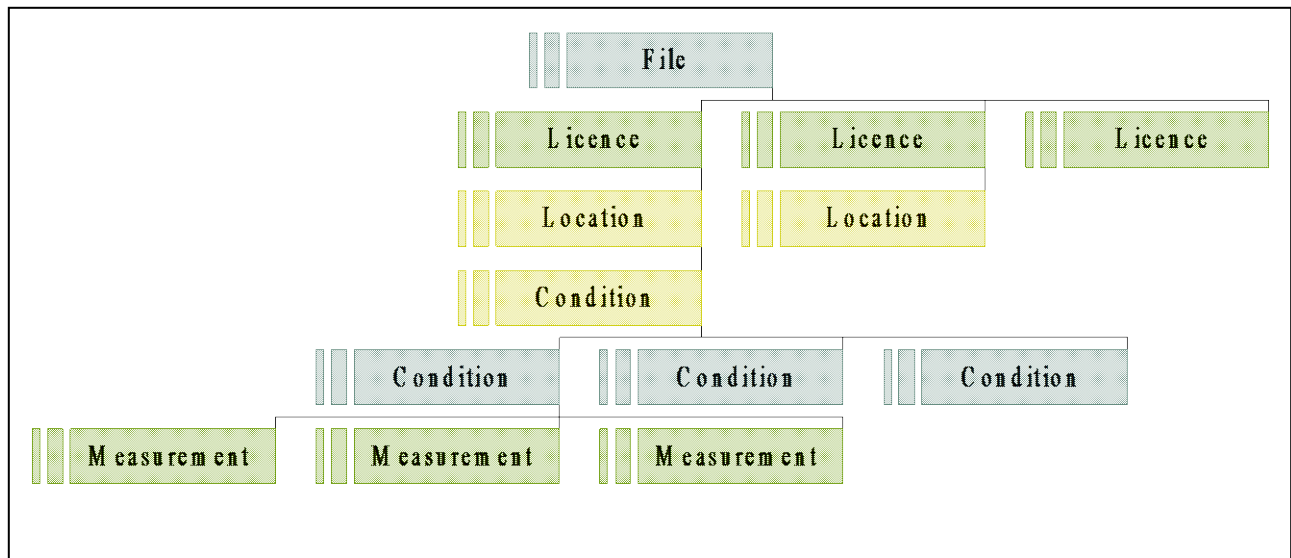 File
Licence Licence Licence
Location Location
Condition
Condition Condition Condition
Measurement Measurement Measurement